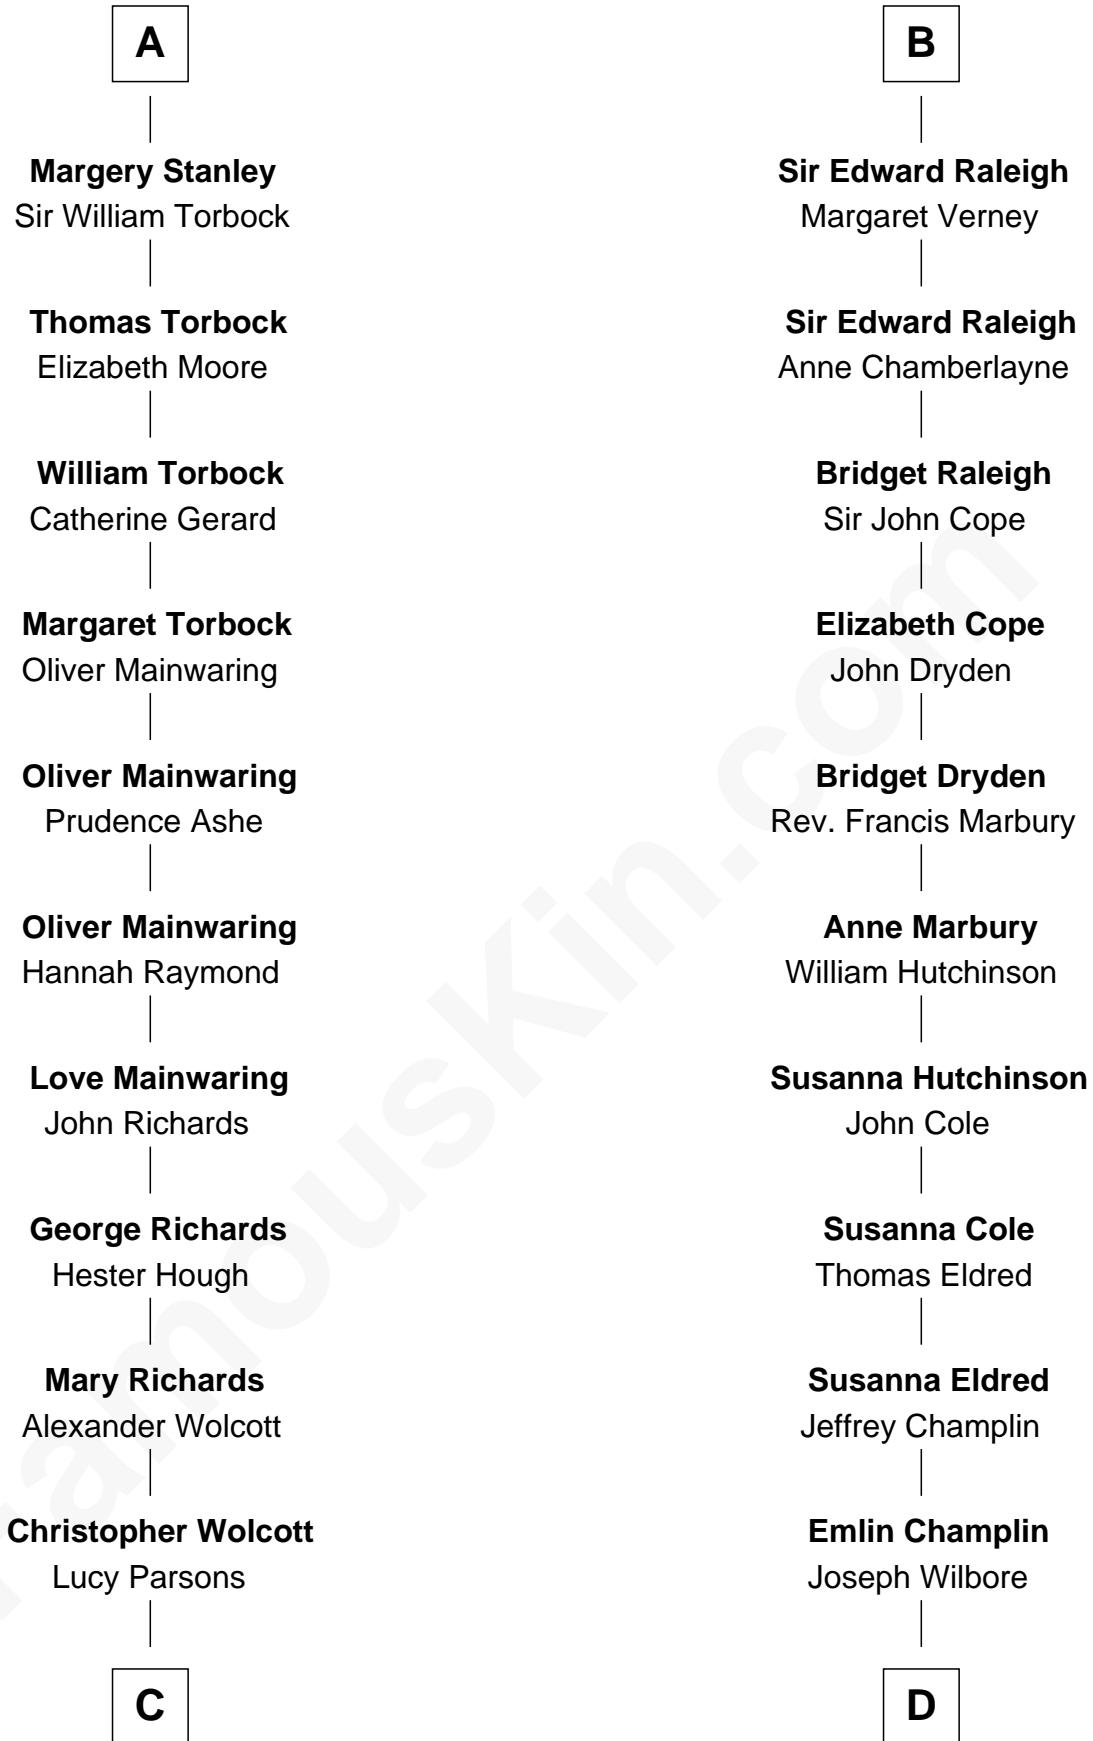 A
Margery Stanley
Sir William Torbock
Thomas Torbock
Elizabeth Moore
William Torbock
Catherine Gerard
Margaret Torbock
Oliver Mainwaring
Oliver Mainwaring
Prudence Ashe
Oliver Mainwaring
Hannah Raymond
Love Mainwaring
John Richards
George Richards
Hester Hough
Mary Richards
Alexander Wolcott
Christopher Wolcott
Lucy Parsons
C
B
Sir Edward Raleigh
Margaret Verney
Sir Edward Raleigh
Anne Chamberlayne
Bridget Raleigh
Sir John Cope
Elizabeth Cope
John Dryden
Bridget Dryden
Rev. Francis Marbury
Anne Marbury
William Hutchinson
Susanna Hutchinson
John Cole
Susanna Cole
Thomas Eldred
Susanna Eldred
Jeffrey Champlin
Emlin Champlin
Joseph Wilbore
D
FamousKin.com